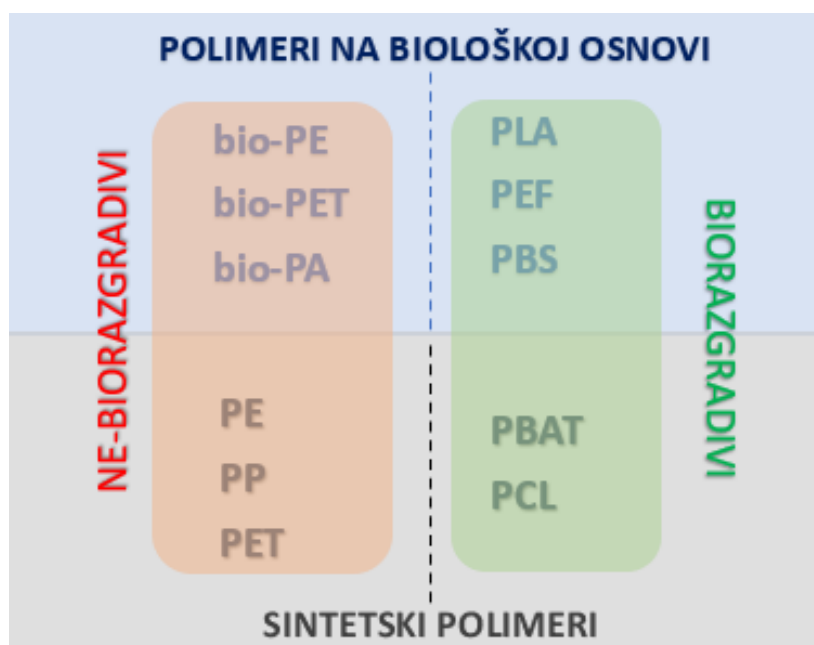 POLIMERI NA BIOLOŠKOJ OSNOVI
NE-BIORAZGRADIVI
bio-PE
bio-PET
bio-PA
PE
PP
PET
PLA
PEF
PBS
PBAT
PCL
BIORAZGRADIVI
SINTETSKI POLIMERI